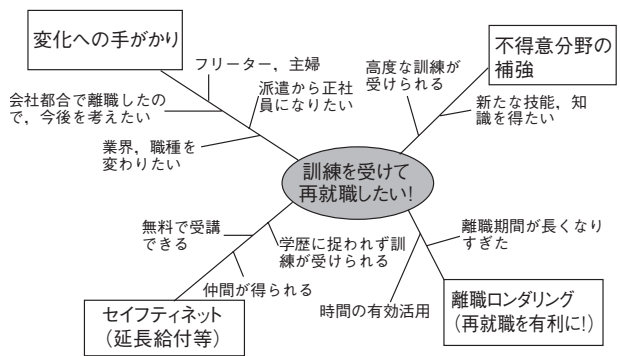 変化への手がかり
フリーター，主婦
派遣から正社
員になりたい
会社都合で離職したの
で，今後を考えたい
業界，職種を
変わりたい
不得意分野の
補強
高度な訓練が
受けられる
新たな技能，知
識を得たい
訓練を受けて
再就職したい!
無料で受講
できる
学歴に捉われず訓
練が受けられる
仲間が得られる
セイフティネット
（延長給付等）
離職期間が長くなり
すぎた
時間の有効活用
離職ロンダリング
（再就職を有利に!）